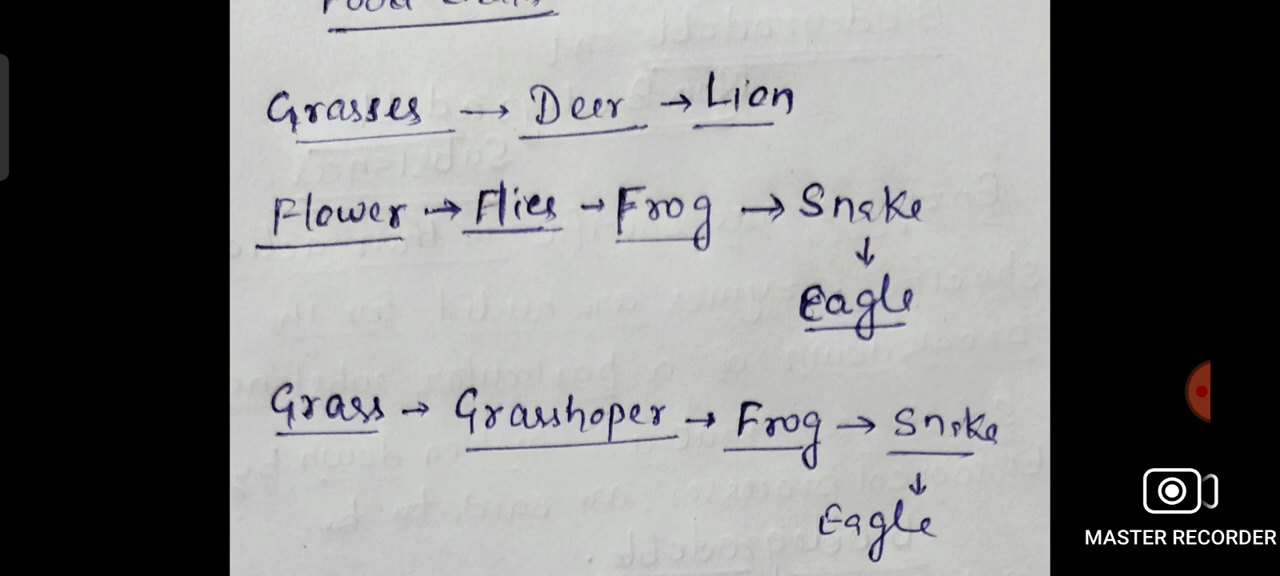 Grasses → Deer → Lion
Flower → Flies → Frog → Snake
↓
Eagle
Grass → Grasshoper → Frog → Snake
↓
Eagle
MASTER RECORDER